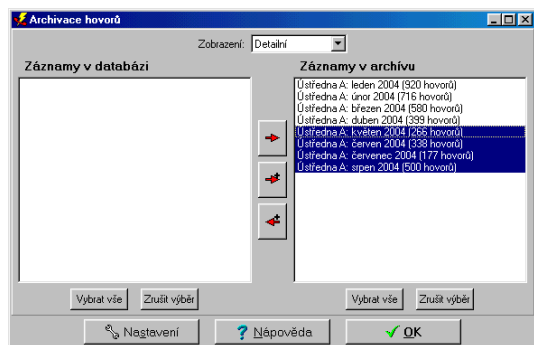 Archivace hovorů
Zobrazení: Detailní
Záznamy v databázi
Záznamy v archívu
Ústředna A: leden 2004 (920 hovorů)
Ústředna A: únor 2004 (716 hovorů)
Ústředna A: březen 2004 (580 hovorů)
Ústředna A: duben 2004 (399 hovorů)
Ústředna A: květen 2004 (266 hovorů)
Ústředna A: červen 2004 (338 hovorů)
Ústředna A: červenec 2004 (177 hovorů)
Ústředna A: srpen 2004 (500 hovorů)
Vybrat vše Zrušit výběr Vybrat vše Zrušit výběr
Nastavení ? Nápověda OK